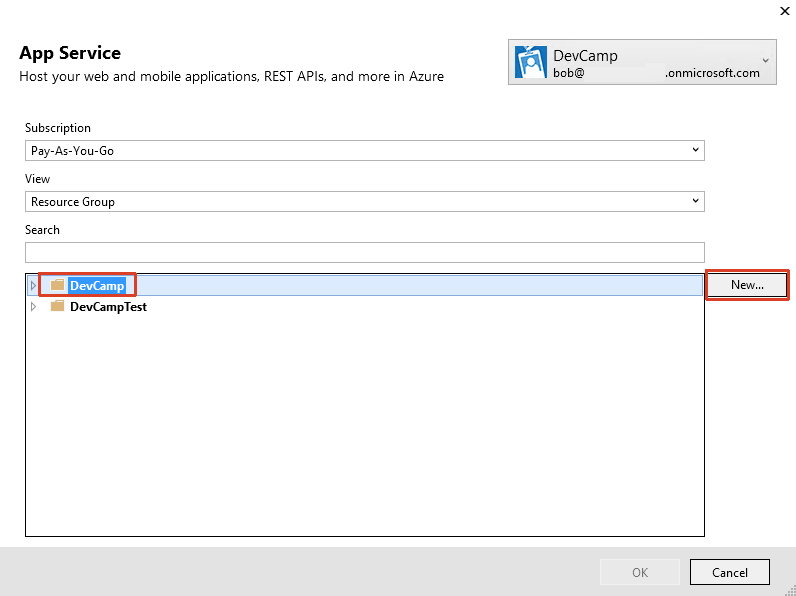 App Service
Host your web and mobile applications, REST APIs, and more in Azure
DevCamp
bob@ .onmicrosoft.com
Subscription
Pay-As-You-Go
View
Resource Group
Search
DevCamp
New...
DevCampTest
OK
Cancel